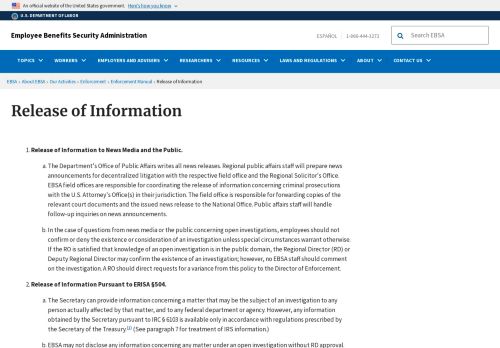 An official website of the United States government. Here's how you know
U.S. DEPARTMENT OF LABOR
Employee Benefits Security Administration
ESPAÑOL | 1-866-444-3272
Search EBSA
TOPICS WORKERS EMPLOYERS AND ADVISERS RESEARCHERS RESOURCES LAWS AND REGULATIONS ABOUT CONTACT US
EBSA › About EBSA › Our Activities › Enforcement › Enforcement Manual › Release of Information
Release of Information
1. Release of Information to News Media and the Public.
a. The Department's Office of Public Affairs writes all news releases. Regional public affairs staff will prepare news
announcements for decentralized litigation with the respective field office and the Regional Solicitor's Office.
EBSA field offices are responsible for coordinating the release of information concerning criminal prosecutions
with the U.S. Attorney's Office(s) in their jurisdiction. The field office is responsible for forwarding copies of the
relevant court documents and the issued news release to the National Office. Public affairs staff will handle
follow-up inquiries on news announcements.
b. In the case of questions from news media or the public concerning open investigations, employees should not
confirm or deny the existence or consideration of an investigation unless special circumstances warrant otherwise.
If the RO is satisfied that knowledge of an open investigation is in the public domain, the Regional Director (RD) or
Deputy Regional Director may confirm the existence of an investigation; however, no EBSA staff should comment
on the investigation. A RO should direct requests for a variance from this policy to the Director of Enforcement.
2. Release of Information Pursuant to ERISA §504.
a. The Secretary can provide information concerning a matter that may be the subject of an investigation to any
person actually affected by that matter, and to any federal department or agency. However, any information
obtained by the Secretary pursuant to IRC § 6103 is available only in accordance with regulations prescribed by
the Secretary of the Treasury.(1) (See paragraph 7 for treatment of IRS information.)
b. EBSA may not disclose any information concerning any matter under an open investigation without RD approval.